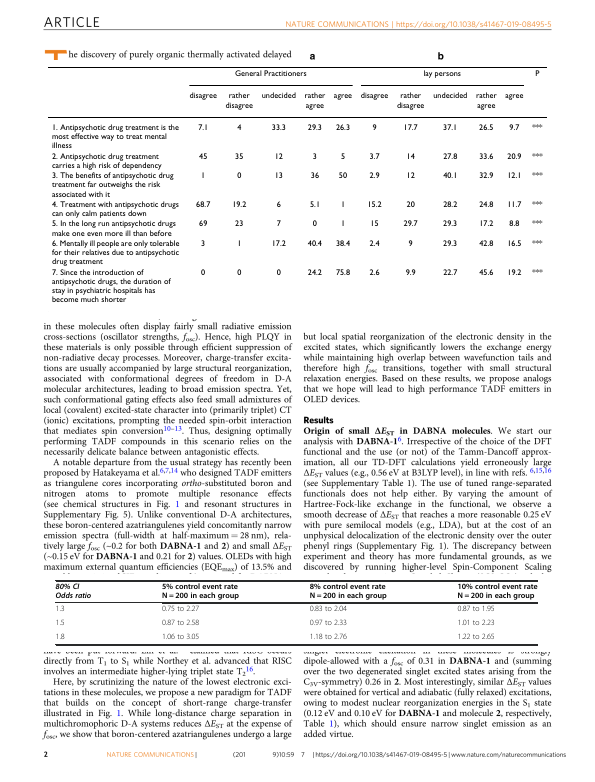 ARTICLE
NATURE COMMUNICATIONS | https://doi.org/10.1038/s41467-019-08495-5
The discovery of purely organic thermally activated delayed
a b
General Practitioners lay persons P
disagree rather disagree undecided rather agree agree disagree rather disagree undecided rather agree agree
1. Antipsychotic drug treatment is the most effective way to treat mental illness 7.1 4 33.3 29.3 26.3 9 17.7 37.1 26.5 9.7 ***
2. Antipsychotic drug treatment carries a high risk of dependency 45 35 12 3 5 3.7 14 27.8 33.6 20.9 ***
3. The benefits of antipsychotic drug treatment far outweighs the risk associated with it 1 0 13 36 50 2.9 12 40.1 32.9 12.1 ***
4. Treatment with antipsychotic drugs can only calm patients down 68.7 19.2 6 5.1 1 15.2 20 28.2 24.8 11.7 ***
5. In the long run antipsychotic drugs make one even more ill than before 69 23 7 0 1 15 29.7 29.3 17.2 8.8 ***
6. Mentally ill people are only tolerable for their relatives due to antipsychotic drug treatment 3 1 17.2 40.4 38.4 2.4 9 29.3 42.8 16.5 ***
7. Since the introduction of antipsychotic drugs, the duration of stay in psychiatric hospitals has become much shorter 0 0 0 24.2 75.8 2.6 9.9 22.7 45.6 19.2 ***
in these molecules often display fairly small radiative emission
cross-sections (oscillator strengths, fosc). Hence, high PLQY in
these materials is only possible through efficient suppression of
non-radiative decay processes. Moreover, charge-transfer excita-
tions are usually accompanied by large structural reorganization,
associated with conformational degrees of freedom in D-A
molecular architectures, leading to broad emission spectra. Yet,
such conformational gating effects also feed small admixtures of
local (covalent) excited-state character into (primarily triplet) CT
(ionic) excitations, prompting the needed spin-orbit interaction
that mediates spin conversion10–13. Thus, designing optimally
performing TADF compounds in this scenario relies on the
necessarily delicate balance between antagonistic effects.
A notable departure from the usual strategy has recently been
proposed by Hatakeyama et al.6,7,14 who designed TADF emitters
as triangulene cores incorporating ortho-substituted boron and
nitrogen atoms to promote multiple resonance effects
(see chemical structures in Fig. 1 and resonant structures in
Supplementary Fig. 5). Unlike conventional D-A architectures,
these boron-centered azatriangulenes yield concomitantly narrow
emission spectra (full-width at half-maximum = 28 nm), rela-
tively large fosc (~0.2 for both DABNA-1 and 2) and small ΔEST
(~0.15 eV for DABNA-1 and 0.21 for 2) values. OLEDs with high
maximum external quantum efficiencies (EQEmax) of 13.5% and
but local spatial reorganization of the electronic density in the
excited states, which significantly lowers the exchange energy
while maintaining high overlap between wavefunction tails and
therefore high fosc transitions, together with small structural
relaxation energies. Based on these results, we propose analogs
that we hope will lead to high performance TADF emitters in
OLED devices.
Results
Origin of small ΔEST in DABNA molecules. We start our
analysis with DABNA-16. Irrespective of the choice of the DFT
functional and the use (or not) of the Tamm-Dancoff approx-
imation, all our TD-DFT calculations yield erroneously large
ΔEST values (e.g., 0.56 eV at B3LYP level), in line with refs. 6,15,16
(see Supplementary Table 1). The use of tuned range-separated
functionals does not help either. By varying the amount of
Hartree-Fock-like exchange in the functional, we observe a
smooth decrease of ΔEST that reaches a more reasonable 0.25 eV
with pure semilocal models (e.g., LDA), but at the cost of an
unphysical delocalization of the electronic density over the outer
phenyl rings (Supplementary Fig. 1). The discrepancy between
experiment and theory has more fundamental grounds, as we
discovered by running higher-level Spin-Component Scaling
80% CI Odds ratio 5% control event rate N = 200 in each group 8% control event rate N = 200 in each group 10% control event rate N = 200 in each group
1.3 0.75 to 2.27 0.83 to 2.04 0.87 to 1.95
1.5 0.87 to 2.58 0.97 to 2.33 1.01 to 2.23
1.8 1.06 to 3.05 1.18 to 2.76 1.22 to 2.65
directly from T1 to S1 while Northey et al. advanced that RISC
involves an intermediate higher-lying triplet state T216.
Here, by scrutinizing the nature of the lowest electronic exci-
tations in these molecules, we propose a new paradigm for TADF
that builds on the concept of short-range charge-transfer
illustrated in Fig. 1. While long-distance charge separation in
multichromophoric D-A systems reduces ΔEST at the expense of
fosc, we show that boron-centered azatriangulenes undergo a large
dipole-allowed with a fosc of 0.31 in DABNA-1 and (summing
over the two degenerated singlet excited states arising from the
C3V-symmetry) 0.26 in 2. Most interestingly, similar ΔEST values
were obtained for vertical and adiabatic (fully relaxed) excitations,
owing to modest nuclear reorganization energies in the S1 state
(0.12 eV and 0.10 eV for DABNA-1 and molecule 2, respectively,
Table 1), which should ensure narrow singlet emission as an
added virtue.
2 NATURE COMMUNICATIONS| (201 9)10:59 7 |https://doi.org/10.1038/s41467-019-08495-5|www.nature.com/naturecommunications